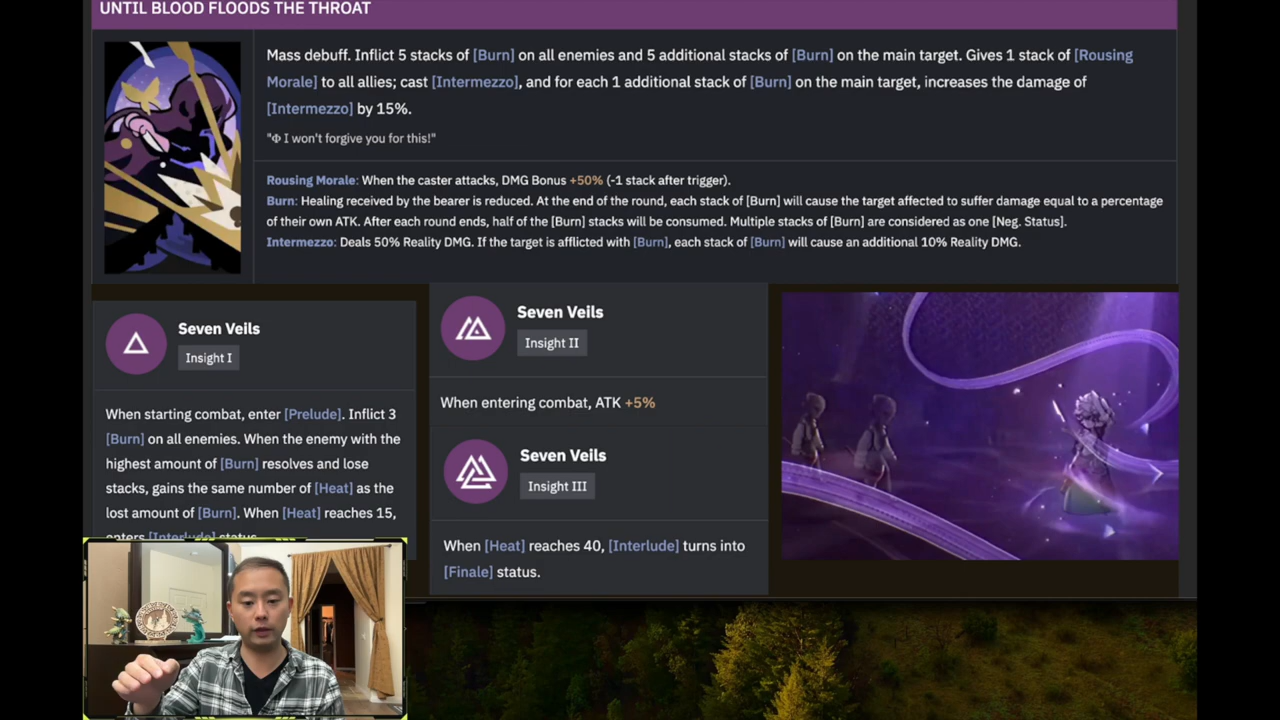 UNTIL BLOOD FLOODS THE THROAT
Mass debuff. Inflict 5 stacks of [Burn] on all enemies and 5 additional stacks of [Burn] on the main target. Gives 1 stack of [Rousing
Morale] to all allies; cast [Intermezzo], and for each 1 additional stack of [Burn] on the main target, increases the damage of
[Intermezzo] by 15%.
"Φ I won't forgive you for this!"
Rousing Morale: When the caster attacks, DMG Bonus +50% (-1 stack after trigger).
Burn: Healing received by the bearer is reduced. At the end of the round, each stack of [Burn] will cause the target affected to suffer damage equal to a percentage
of their own ATK. After each round ends, half of the [Burn] stacks will be consumed. Multiple stacks of [Burn] are considered as one [Neg. Status].
Intermezzo: Deals 50% Reality DMG. If the target is afflicted with [Burn], each stack of [Burn] will cause an additional 10% Reality DMG.
Seven Veils
Insight I
When starting combat, enter [Prelude]. Inflict 3
[Burn] on all enemies. When the enemy with the
highest amount of [Burn] resolves and lose
stacks, gains the same number of [Heat] as the
lost amount of [Burn]. When [Heat] reaches 15,
enters [Interlude] status.
Seven Veils
Insight II
When entering combat, ATK +5%
Seven Veils
Insight III
When [Heat] reaches 40, [Interlude] turns into
[Finale] status.